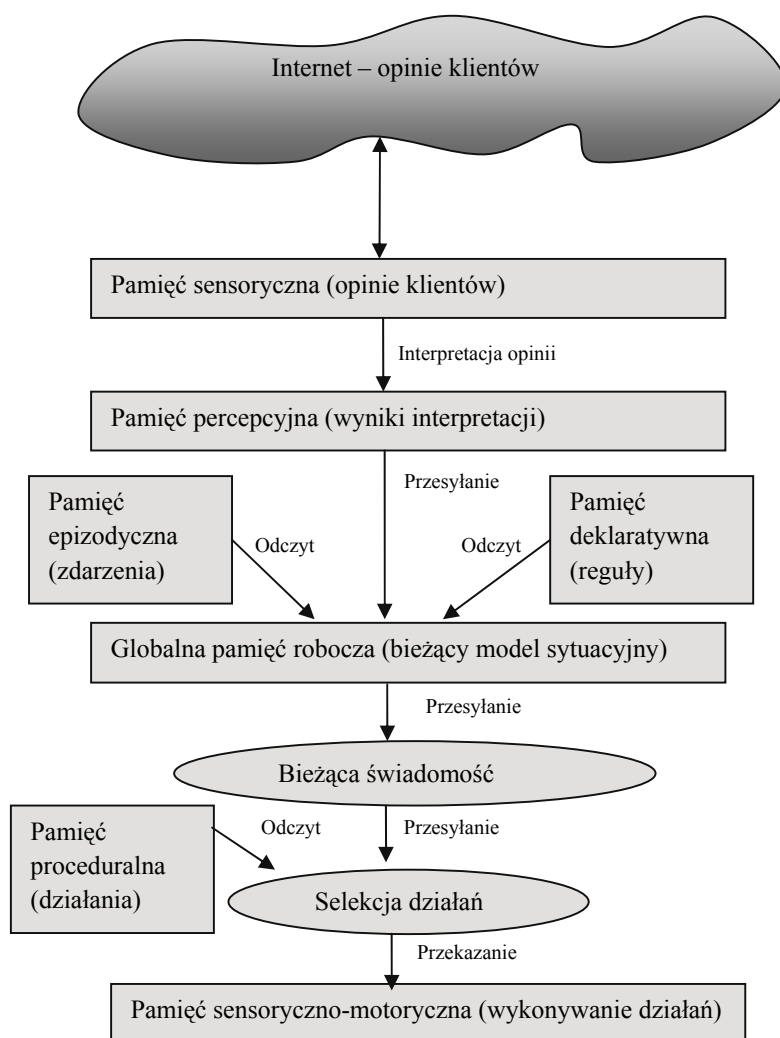 Internet – opinie klientów
Pamięć sensoryczna (opinie klientów)
Interpretacja opinii
Pamięć percepcyjna (wyniki interpretacji)
Przesyłanie
Pamięć
epizodyczna
(zdarzenia)
Odczyt
Odczyt
Pamięć
deklaratywna
(reguły)
Globalna pamięć robocza (bieżący model sytuacyjny)
Przesyłanie
Bieżąca świadomość
Pamięć
proceduralna
(działania)
Odczyt
Przesyłanie
Selekcja działań
Przekazanie
Pamięć sensoryczno-motoryczna (wykonywanie działań)